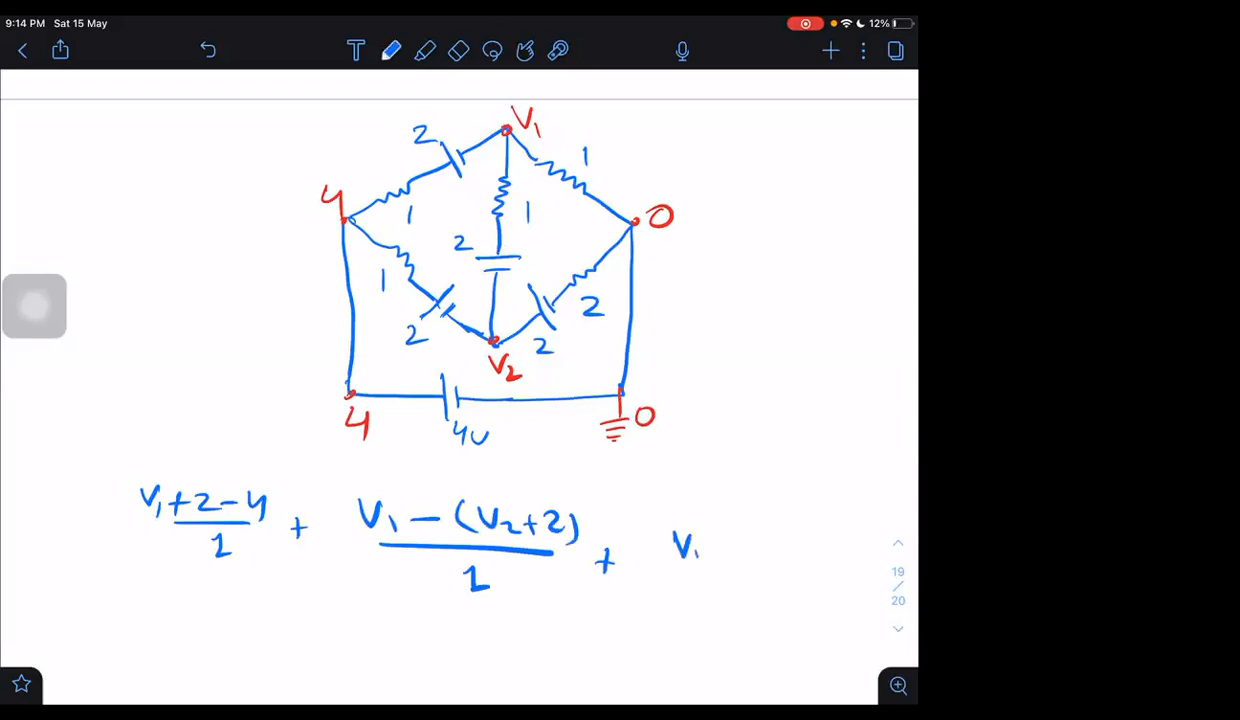 9:14 PM Sat 15 May
12%
T
V₁
2
1
4
1
1
0
2
1
2
2
2
V₂
4
4V
0
V₁+2-4/1 + V₁-(V₂+2)/1 + V₁
19
/
20